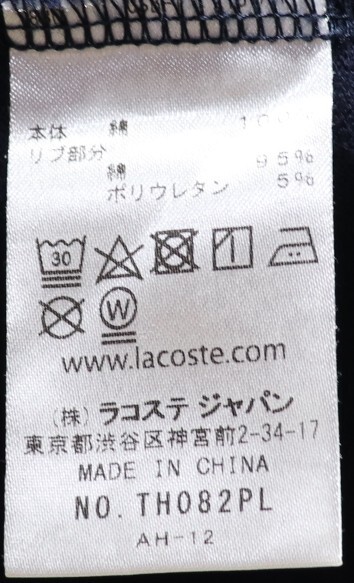 本体 綿 100%
リブ部分
綿 95%
ポリウレタン 5%
30
W
www.lacoste.com
(株) ラコステ ジャパン
東京都渋谷区神宮前2-34-17
MADE IN CHINA
NO. TH082PL
AH-12